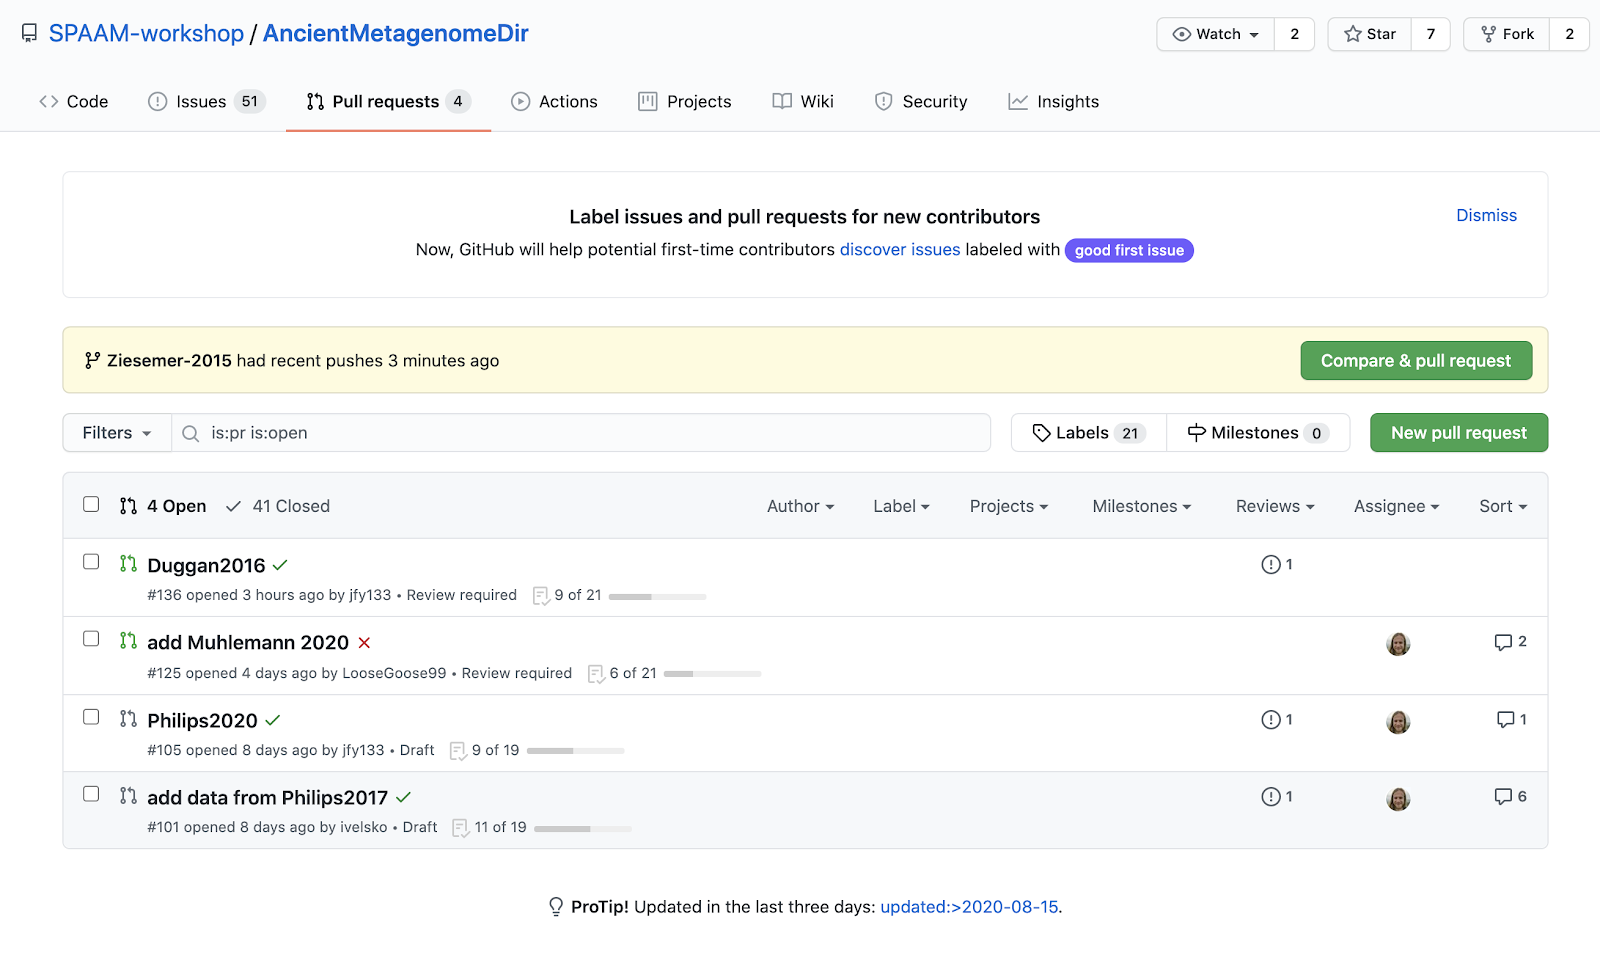 SPAAM-workshop / AncientMetagenomeDir
Watch 2 Star 7 Fork 2
Code Issues 51 Pull requests 4 Actions Projects Wiki Security Insights
Label issues and pull requests for new contributors
Dismiss
Now, GitHub will help potential first-time contributors discover issues labeled with good first issue
Ziesemer-2015 had recent pushes 3 minutes ago
Compare & pull request
Filters is:pr is:open Labels 21 Milestones 0 New pull request
4 Open 41 Closed Author Label Projects Milestones Reviews Assignee Sort
Duggan2016 1
#136 opened 3 hours ago by jfy133 • Review required 9 of 21
add Muhlemann 2020 2
#125 opened 4 days ago by LooseGoose99 • Review required 6 of 21
Philips2020 1 1
#105 opened 8 days ago by jfy133 • Draft 9 of 19
add data from Philips2017 1 6
#101 opened 8 days ago by ivelsko • Draft 11 of 19
ProTip! Updated in the last three days: updated:>2020-08-15.